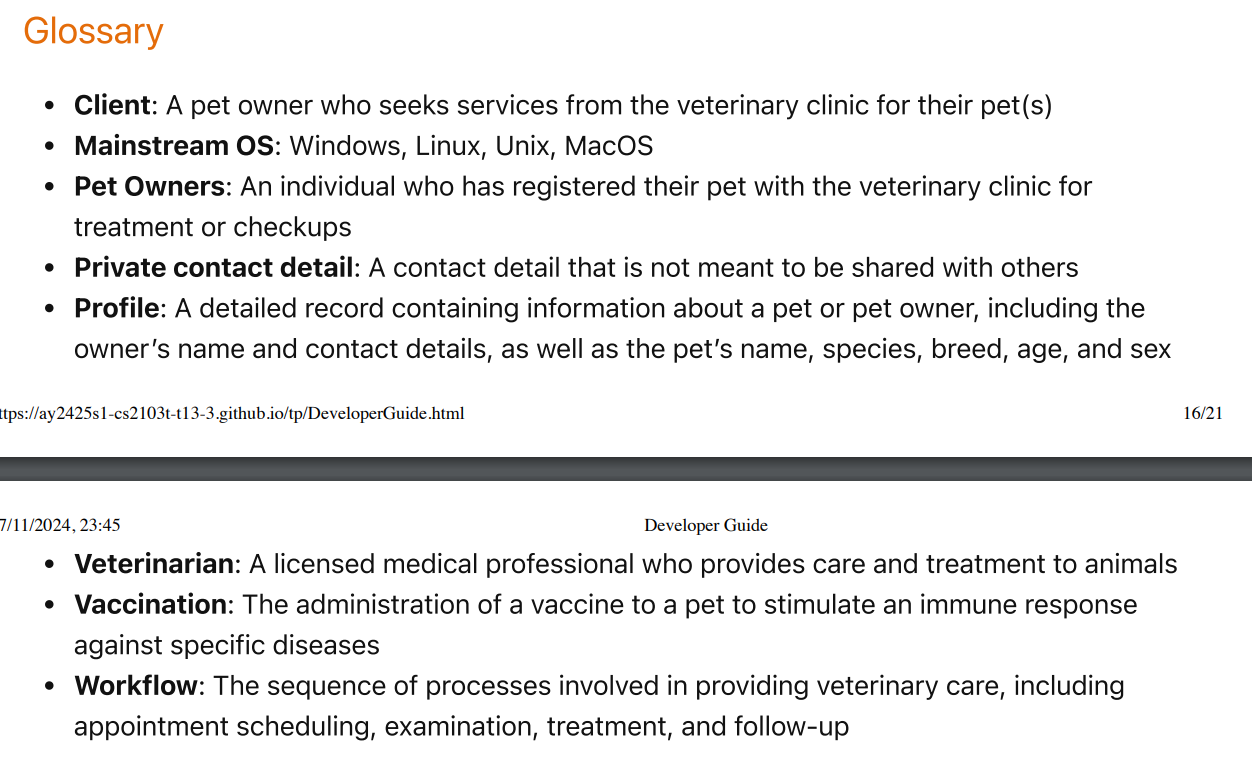 Glossary
• Client: A pet owner who seeks services from the veterinary clinic for their pet(s)
• Mainstream OS: Windows, Linux, Unix, MacOS
• Pet Owners: An individual who has registered their pet with the veterinary clinic for
treatment or checkups
• Private contact detail: A contact detail that is not meant to be shared with others
• Profile: A detailed record containing information about a pet or pet owner, including the
owner's name and contact details, as well as the pet's name, species, breed, age, and sex
ttps://ay2425s1-cs2103t-t13-3.github.io/tp/DeveloperGuide.html 16/21
7/11/2024, 23:45 Developer Guide
• Veterinarian: A licensed medical professional who provides care and treatment to animals
• Vaccination: The administration of a vaccine to a pet to stimulate an immune response
against specific diseases
• Workflow: The sequence of processes involved in providing veterinary care, including
appointment scheduling, examination, treatment, and follow-up